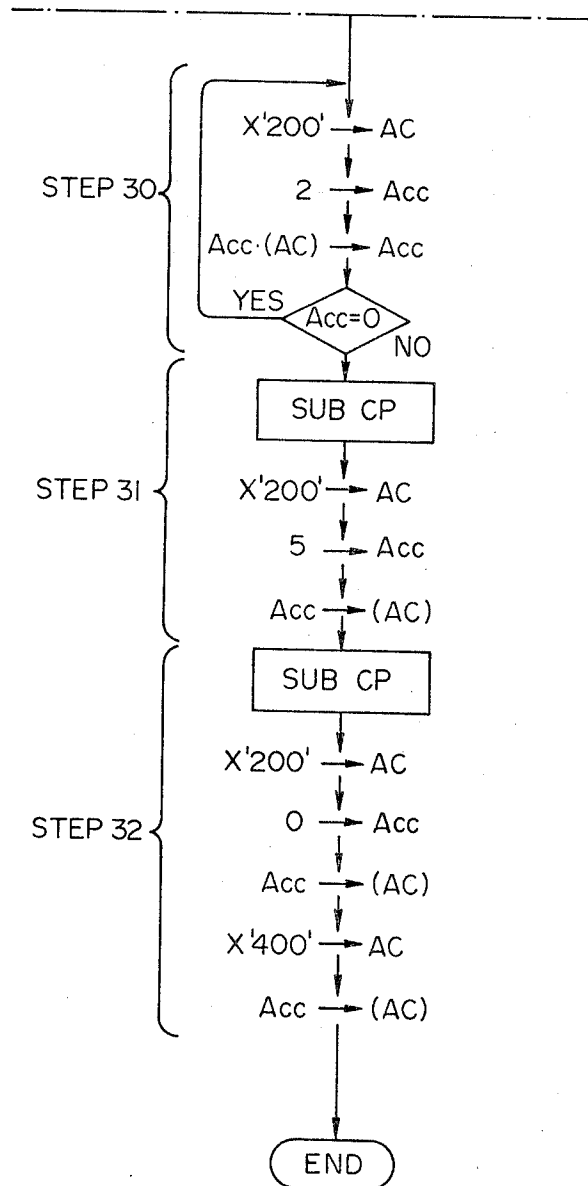 STEP 30
X'200' → AC
2 → Acc
Acc·(AC) → Acc
YES
Acc=0
NO
STEP 31
SUB CP
X'200' → AC
5 → Acc
Acc → (AC)
STEP 32
SUB CP
X'200' → AC
0 → Acc
Acc → (AC)
X'400' → AC
Acc → (AC)
END